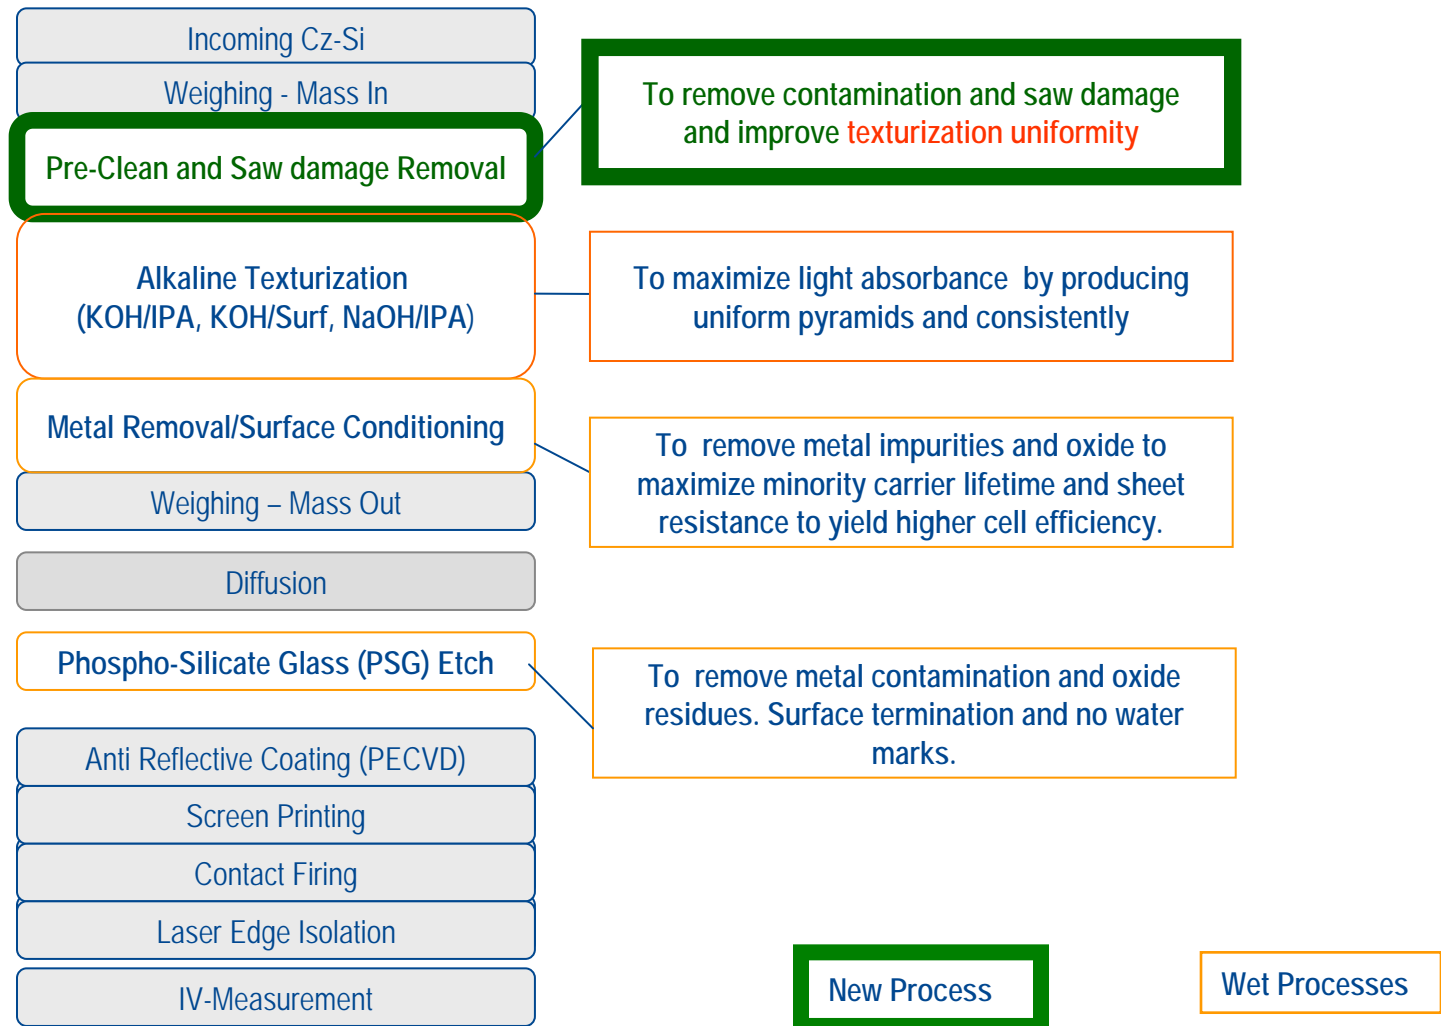 Incoming Cz-Si
Weighing - Mass In
Pre-Clean and Saw damage Removal
To remove contamination and saw damage
and improve texturization uniformity
Alkaline Texturization
(KOH/IPA, KOH/Surf, NaOH/IPA)
To maximize light absorbance by producing
uniform pyramids and consistently
Metal Removal/Surface Conditioning
To remove metal impurities and oxide to
maximize minority carrier lifetime and sheet
resistance to yield higher cell efficiency.
Weighing – Mass Out
Diffusion
Phospho-Silicate Glass (PSG) Etch
To remove metal contamination and oxide
residues. Surface termination and no water
marks.
Anti Reflective Coating (PECVD)
Screen Printing
Contact Firing
Laser Edge Isolation
IV-Measurement
New Process
Wet Processes